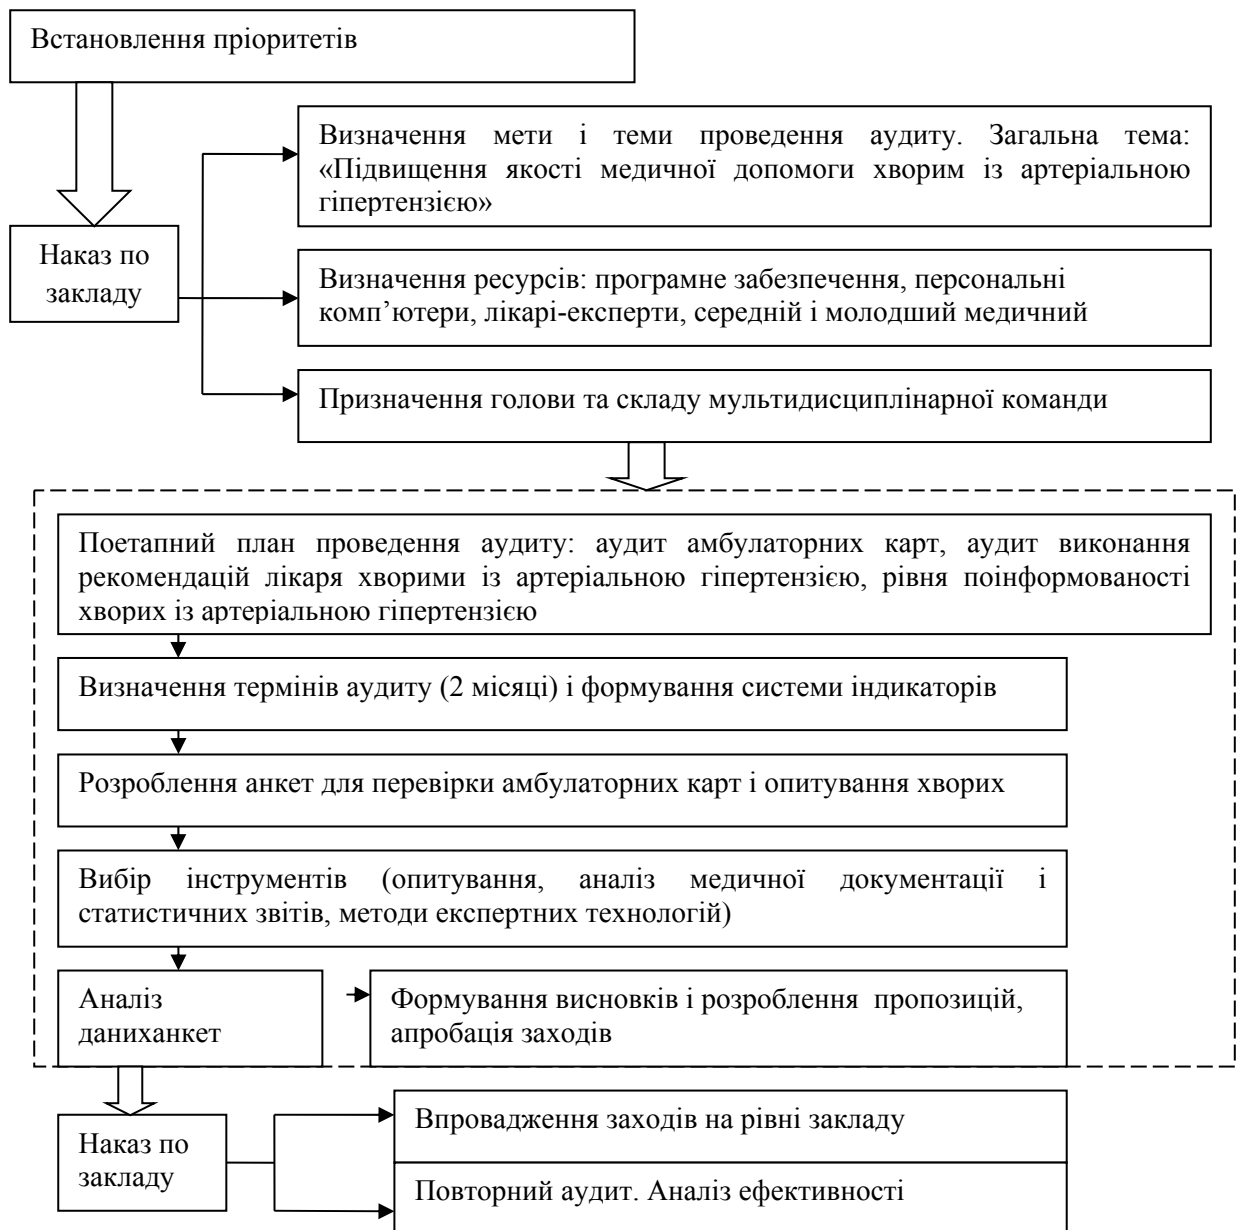 Встановлення пріоритетів
Визначення мети і теми проведення аудиту. Загальна тема:
«Підвищення якості медичної допомоги хворим із артеріальною
гіпертензією»
Наказ по
закладу
Визначення ресурсів: програмне забезпечення, персональні
комп’ютери, лікарі-експерти, середній і молодший медичний
Призначення голови та складу мультидисциплінарної команди
Поетапний план проведення аудиту: аудит амбулаторних карт, аудит виконання
рекомендацій лікаря хворими із артеріальною гіпертензією, рівня поінформованості
хворих із артеріальною гіпертензією
Визначення термінів аудиту (2 місяці) і формування системи індикаторів
Розроблення анкет для перевірки амбулаторних карт і опитування хворих
Вибір інструментів (опитування, аналіз медичної документації і
статистичних звітів, методи експертних технологій)
Аналіз
даниханкет
Формування висновків і розроблення пропозицій,
апробація заходів
Наказ по
закладу
Впровадження заходів на рівні закладу
Повторний аудит. Аналіз ефективності